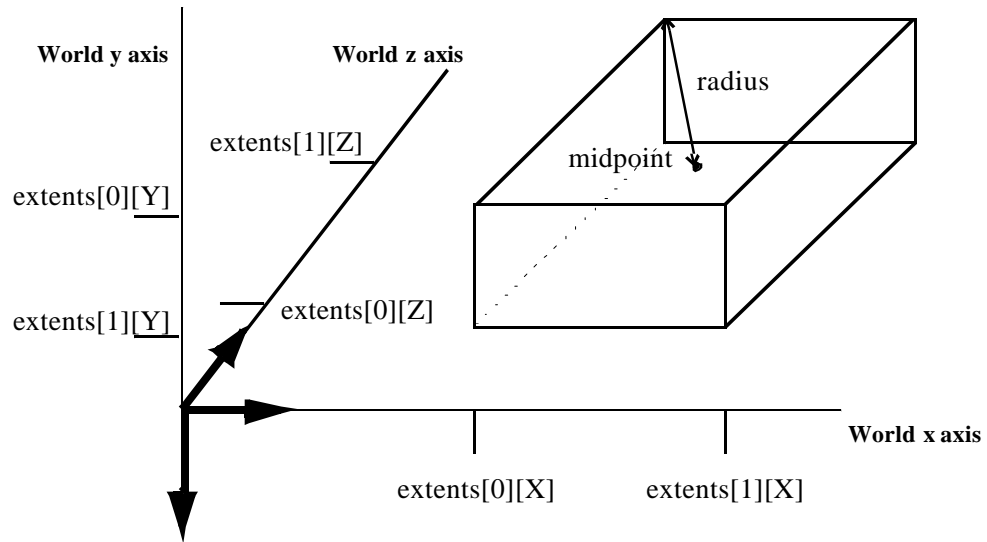 World y axis
World z axis
radius
extents[1][Z]
midpoint
extents[0][Y]
extents[0][Z]
extents[1][Y]
World x axis
extents[0][X]
extents[1][X]